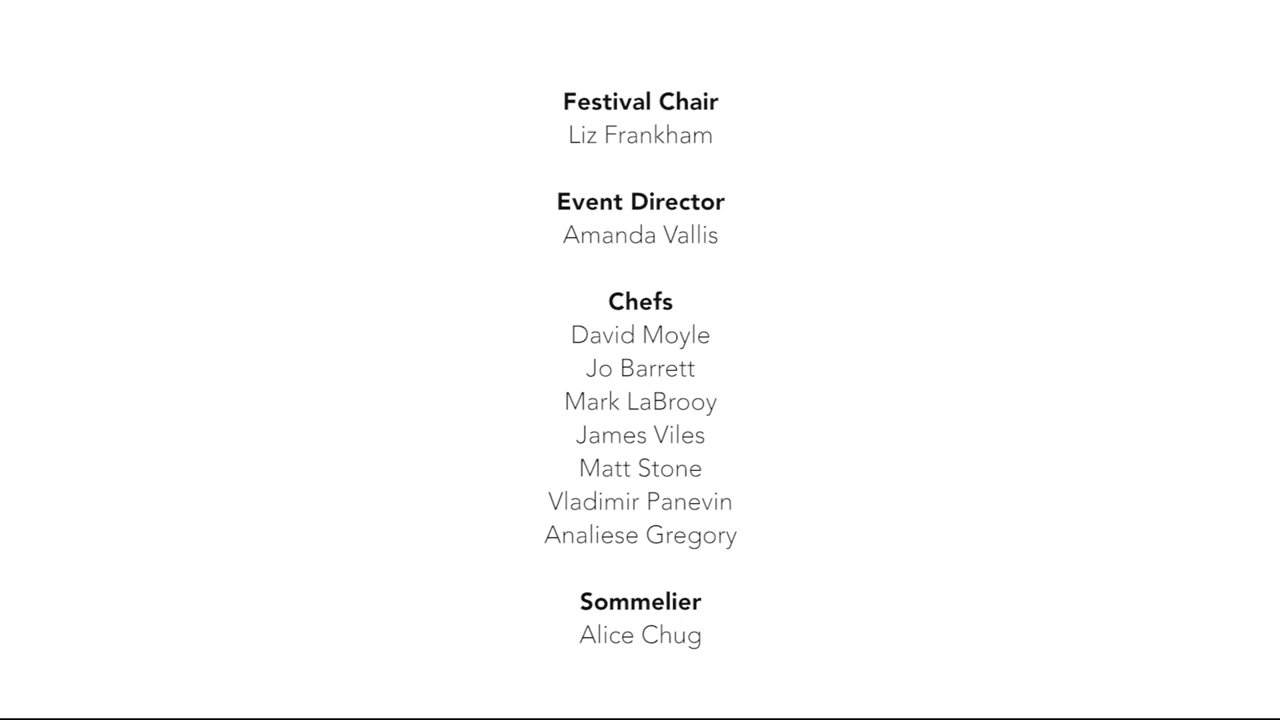 Festival Chair
Liz Frankham
Event Director
Amanda Vallis
Chefs
David Moyle
Jo Barrett
Mark LaBrooy
James Viles
Matt Stone
Vladimir Panevin
Analiese Gregory
Sommelier
Alice Chug